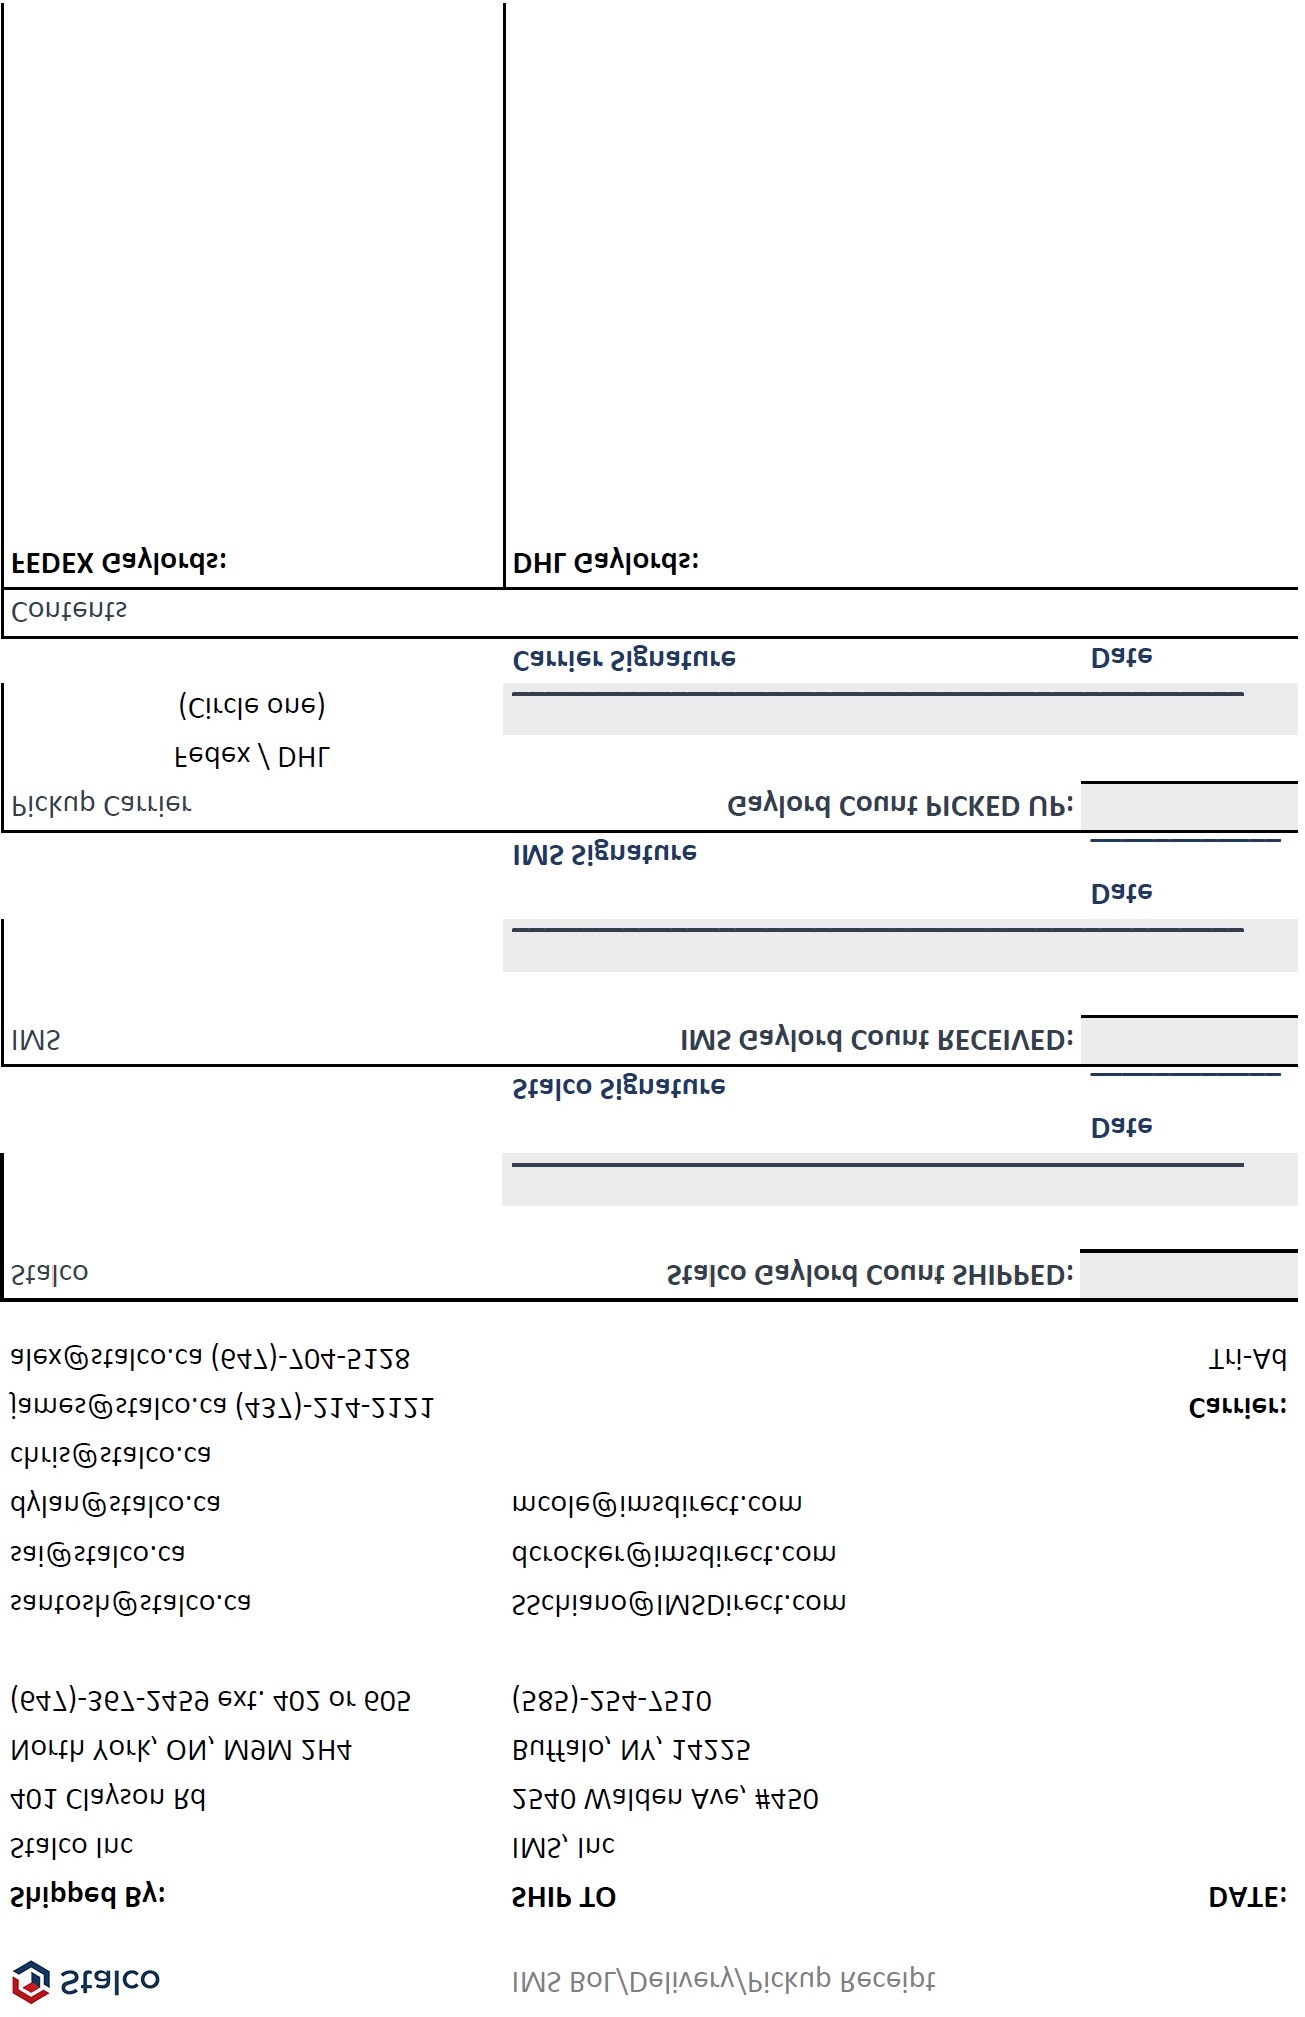 Stalco
IMS BoL/Delivery/Pickup Receipt
Shipped By:
SHIP TO
DATE:
Stalco Inc
IMS, Inc
401 Clayson Rd
2540 Walden Ave, #450
North York, ON, M9M 2H4
Buffalo, NY, 14225
(647)-367-2459 ext. 402 or 605
(585)-254-7510
santosh@stalco.ca
SSchiano@IMSDirect.com
sai@stalco.ca
dcrocker@imsdirect.com
dylan@stalco.ca
mcole@imsdirect.com
chris@stalco.ca
james@stalco.ca (437)-214-2121
Carrier:
alex@stalco.ca (647)-704-5128
Tri-Ad
Stalco
Stalco Gaylord Count SHIPPED:
Date
Stalco Signature
IMS
IMS Gaylord Count RECEIVED:
Date
IMS Signature
Pickup Carrier
Gaylord Count PICKED UP:
Fedex / DHL
(Circle one)
Carrier Signature
Date
Contents
FEDEX Gaylords:
DHL Gaylords: